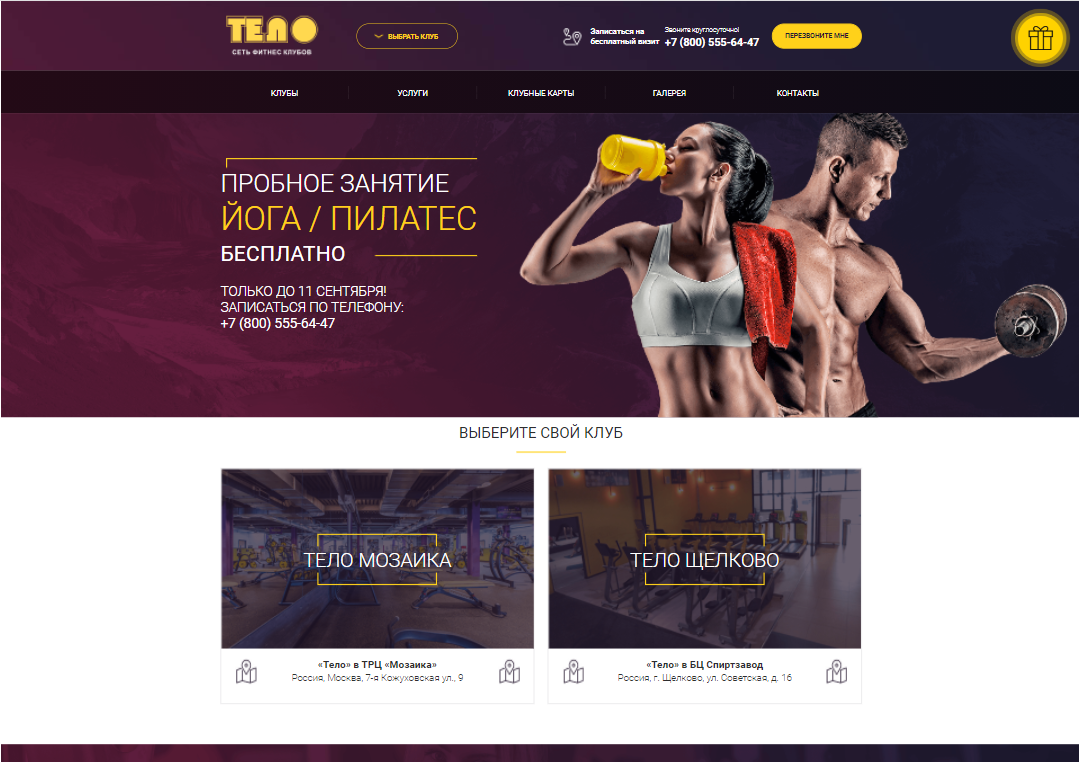 ТЕЛО
СЕТЬ ФИТНЕС КЛУБОВ
ВЫБРАТЬ КЛУБ
Записаться на
бесплатный визит
Звоните круглосуточно!
+7 (800) 555-64-47
ПЕРЕЗВОНИТЕ МНЕ
КЛУБЫ
УСЛУГИ
КЛУБНЫЕ КАРТЫ
ГАЛЕРЕЯ
КОНТАКТЫ
ПРОБНОЕ ЗАНЯТИЕ
ЙОГА / ПИЛАТЕС
БЕСПЛАТНО
ТОЛЬКО ДО 11 СЕНТЯБРЯ!
ЗАПИСАТЬСЯ ПО ТЕЛЕФОНУ:
+7 (800) 555-64-47
ВЫБЕРИТЕ СВОЙ КЛУБ
ТЕЛО МОЗАИКА
«Тело» в ТРЦ «Мозаика»
Россия, Москва, 7-я Кожуховская ул., 9
ТЕЛО ЩЕЛКОВО
«Тело» в БЦ Спиртзавод
Россия, г. Щелково, ул. Советская, д. 16